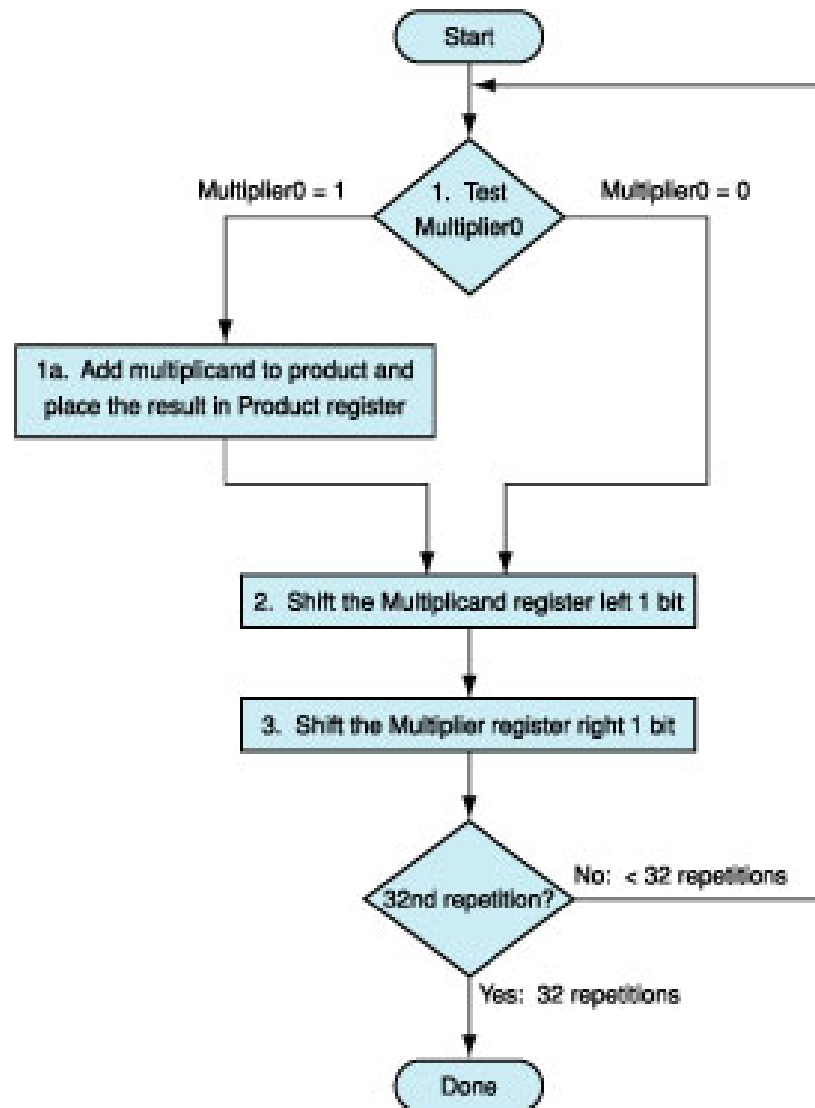 Start
Multiplier0 = 1
1. Test
Multiplier0
Multiplier0 = 0
1a. Add multiplicand to product and
place the result in Product register
2. Shift the Multiplicand register left 1 bit
3. Shift the Multiplier register right 1 bit
32nd repetition?
No: < 32 repetitions
Yes: 32 repetitions
Done